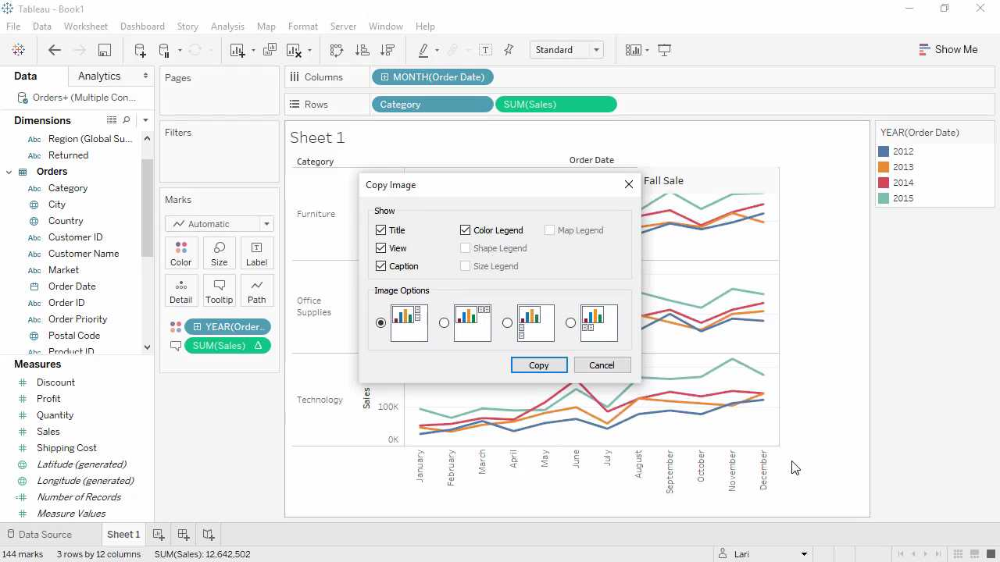 Tableau - Book1
File Data Worksheet Dashboard Story Analysis Map Format Server Window Help
Standard
Show Me
Data Analytics
Orders+ (Multiple Con...
Dimensions
Abc Region (Global Su...
Abc Returned
Orders
Abc Category
City
Country
Abc Customer ID
Abc Customer Name
Abc Market
Order Date
Abc Order ID
Abc Order Priority
Abc Postal Code
Abc Product ID
Measures
Discount
Profit
Quantity
Sales
Shipping Cost
Latitude (generated)
Longitude (generated)
Number of Records
Measure Values
Pages
Filters
Marks
Automatic
Color Size Label
Detail Tooltip Path
YEAR(Order..
SUM(Sales) Δ
Columns MONTH(Order Date)
Rows Category SUM(Sales)
Sheet 1
Category
Order Date
Fall Sale
Furniture
Office
Supplies
Technology
Sales
100K
0K
January
February
March
April
May
June
July
August
September
October
November
December
Copy Image
Show
Title Color Legend Map Legend
View Shape Legend
Caption Size Legend
Image Options
Copy Cancel
YEAR(Order Date)
2012
2013
2014
2015
Data Source Sheet 1
144 marks 3 rows by 12 columns SUM(Sales): 12,642,502
Lari